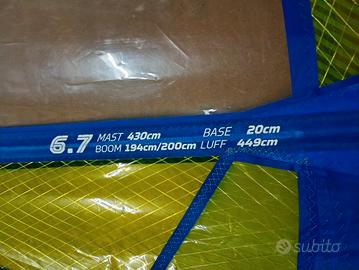 6.7 MAST 430cm BASE 20cm
BOOM 194cm/200cm LUFF 449cm
subito